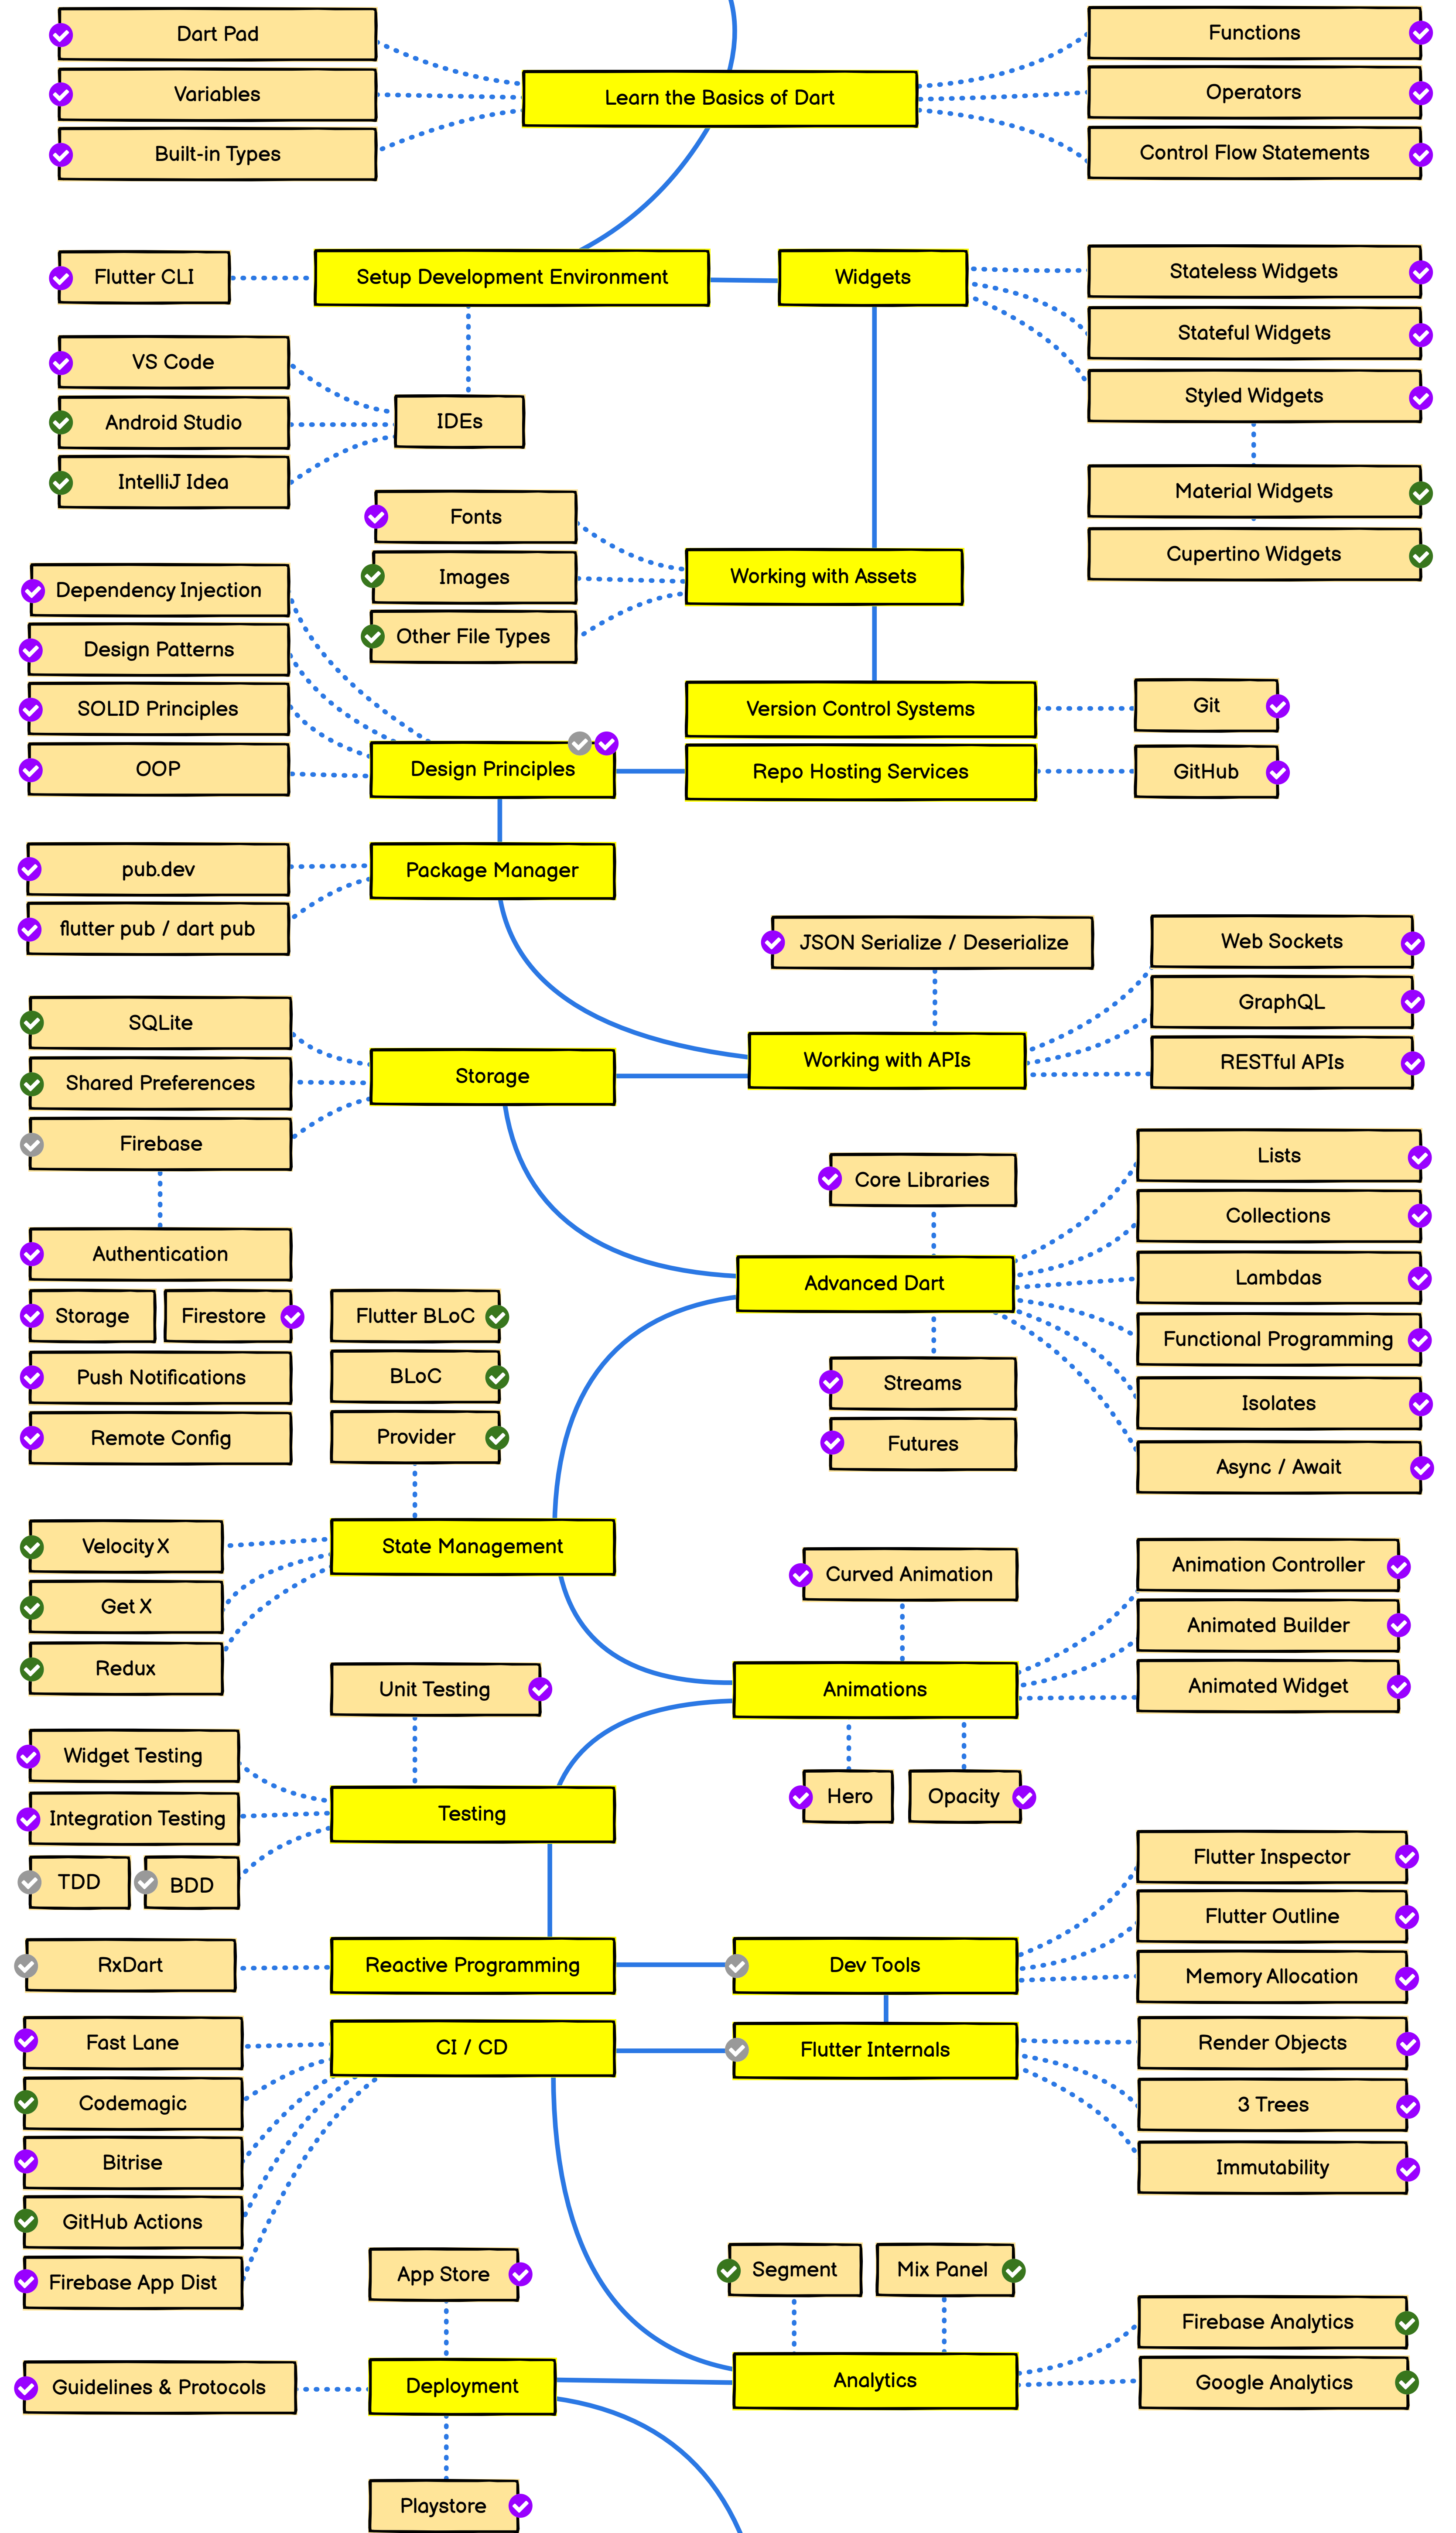 Dart Pad
Variables
Built-in Types
Learn the Basics of Dart
Functions
Operators
Control Flow Statements
Flutter CLI
Setup Development Environment
Widgets
Stateless Widgets
Stateful Widgets
Styled Widgets
Material Widgets
Cupertino Widgets
VS Code
Android Studio
IntelliJ Idea
IDEs
Fonts
Images
Other File Types
Working with Assets
Dependency Injection
Design Patterns
SOLID Principles
OOP
Design Principles
Version Control Systems
Repo Hosting Services
Git
GitHub
pub.dev
flutter pub / dart pub
Package Manager
JSON Serialize / Deserialize
Web Sockets
GraphQL
RESTful APIs
Working with APIs
SQLite
Shared Preferences
Firebase
Storage
Authentication
Storage
Firestore
Push Notifications
Remote Config
Core Libraries
Advanced Dart
Streams
Futures
Lists
Collections
Lambdas
Functional Programming
Isolates
Async / Await
Flutter BLoC
BLoC
Provider
State Management
VelocityX
Get X
Redux
Curved Animation
Animations
Hero
Opacity
Animation Controller
Animated Builder
Animated Widget
Unit Testing
Widget Testing
Integration Testing
TDD
BDD
Testing
RxDart
Reactive Programming
Dev Tools
Flutter Inspector
Flutter Outline
Memory Allocation
Fast Lane
Codemagic
Bitrise
GitHub Actions
Firebase App Dist
CI / CD
Flutter Internals
Render Objects
3 Trees
Immutability
App Store
Guidelines & Protocols
Deployment
Playstore
Segment
Mix Panel
Analytics
Firebase Analytics
Google Analytics